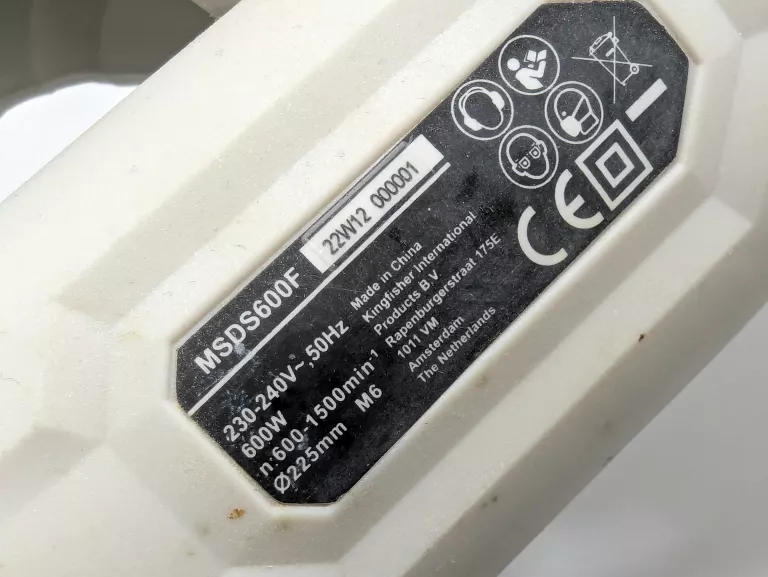 MSDS600F
22W12 000001
230-240V~,50Hz
600W
n:600-1500min-1
Ø225mm M6
Made in China
Kingfisher International
Products B.V
Rapenburgerstraat 175E
1011 VM
Amsterdam
The Netherlands
CE